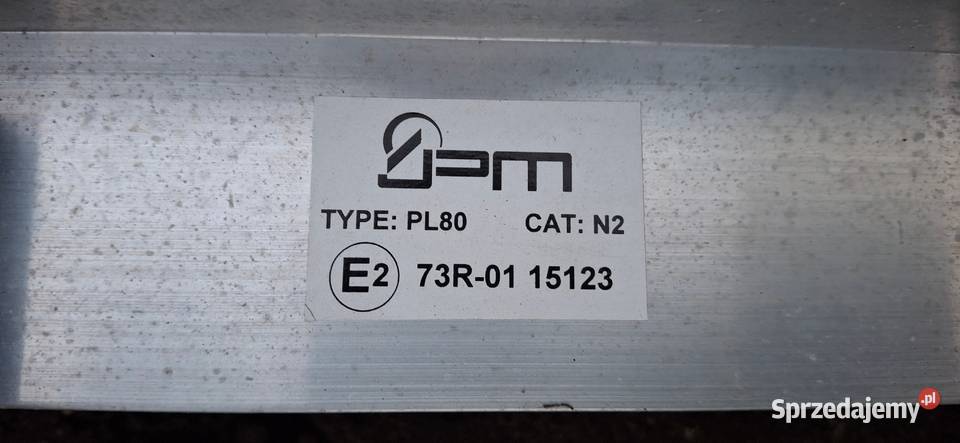 JPM
TYPE: PL80 CAT: N2
E2 73R-01 15123
Sprzedajemy.pl